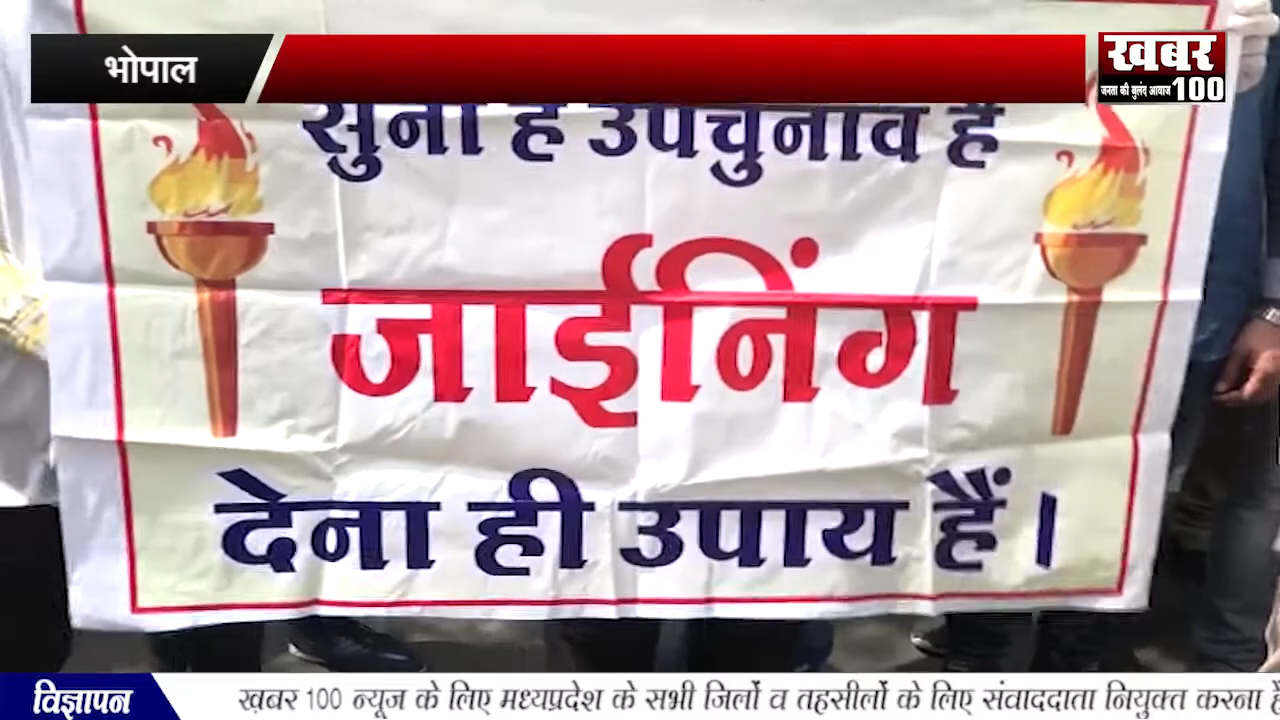 भोपाल
खबर
जनता की बुलंद आवाज 100
सुना है उपचुनाव है
जाईनिंग
देना ही उपाय हैं।
विज्ञापन
ख़बर 100 न्यूज के लिए मध्यप्रदेश के सभी जिलों व तहसीलों के लिए संवाददाता नियुक्त करना है